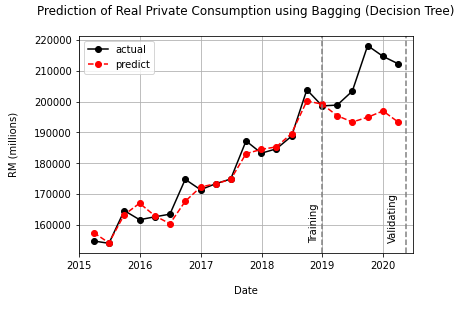 Prediction of Real Private Consumption using Bagging (Decision Tree)
220000
210000
200000
190000
180000
170000
160000
RM (millions)
actual
predict
Training
Validating
2015
2016
2017
2018
2019
2020
Date